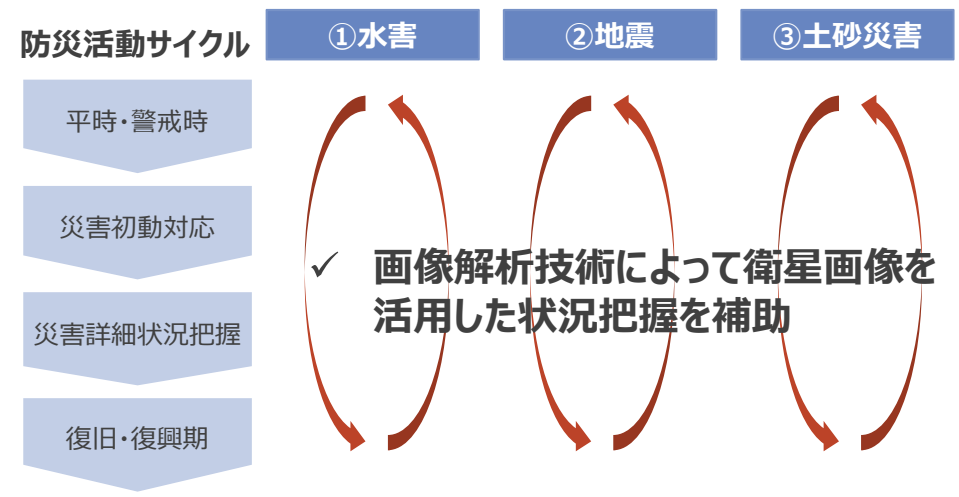 防災活動サイクル
①水害
②地震
③土砂災害
平時・警戒時
災害初動対応
✓ 画像解析技術によって衛星画像を
活用した状況把握を補助
災害詳細状況把握
復旧・復興期